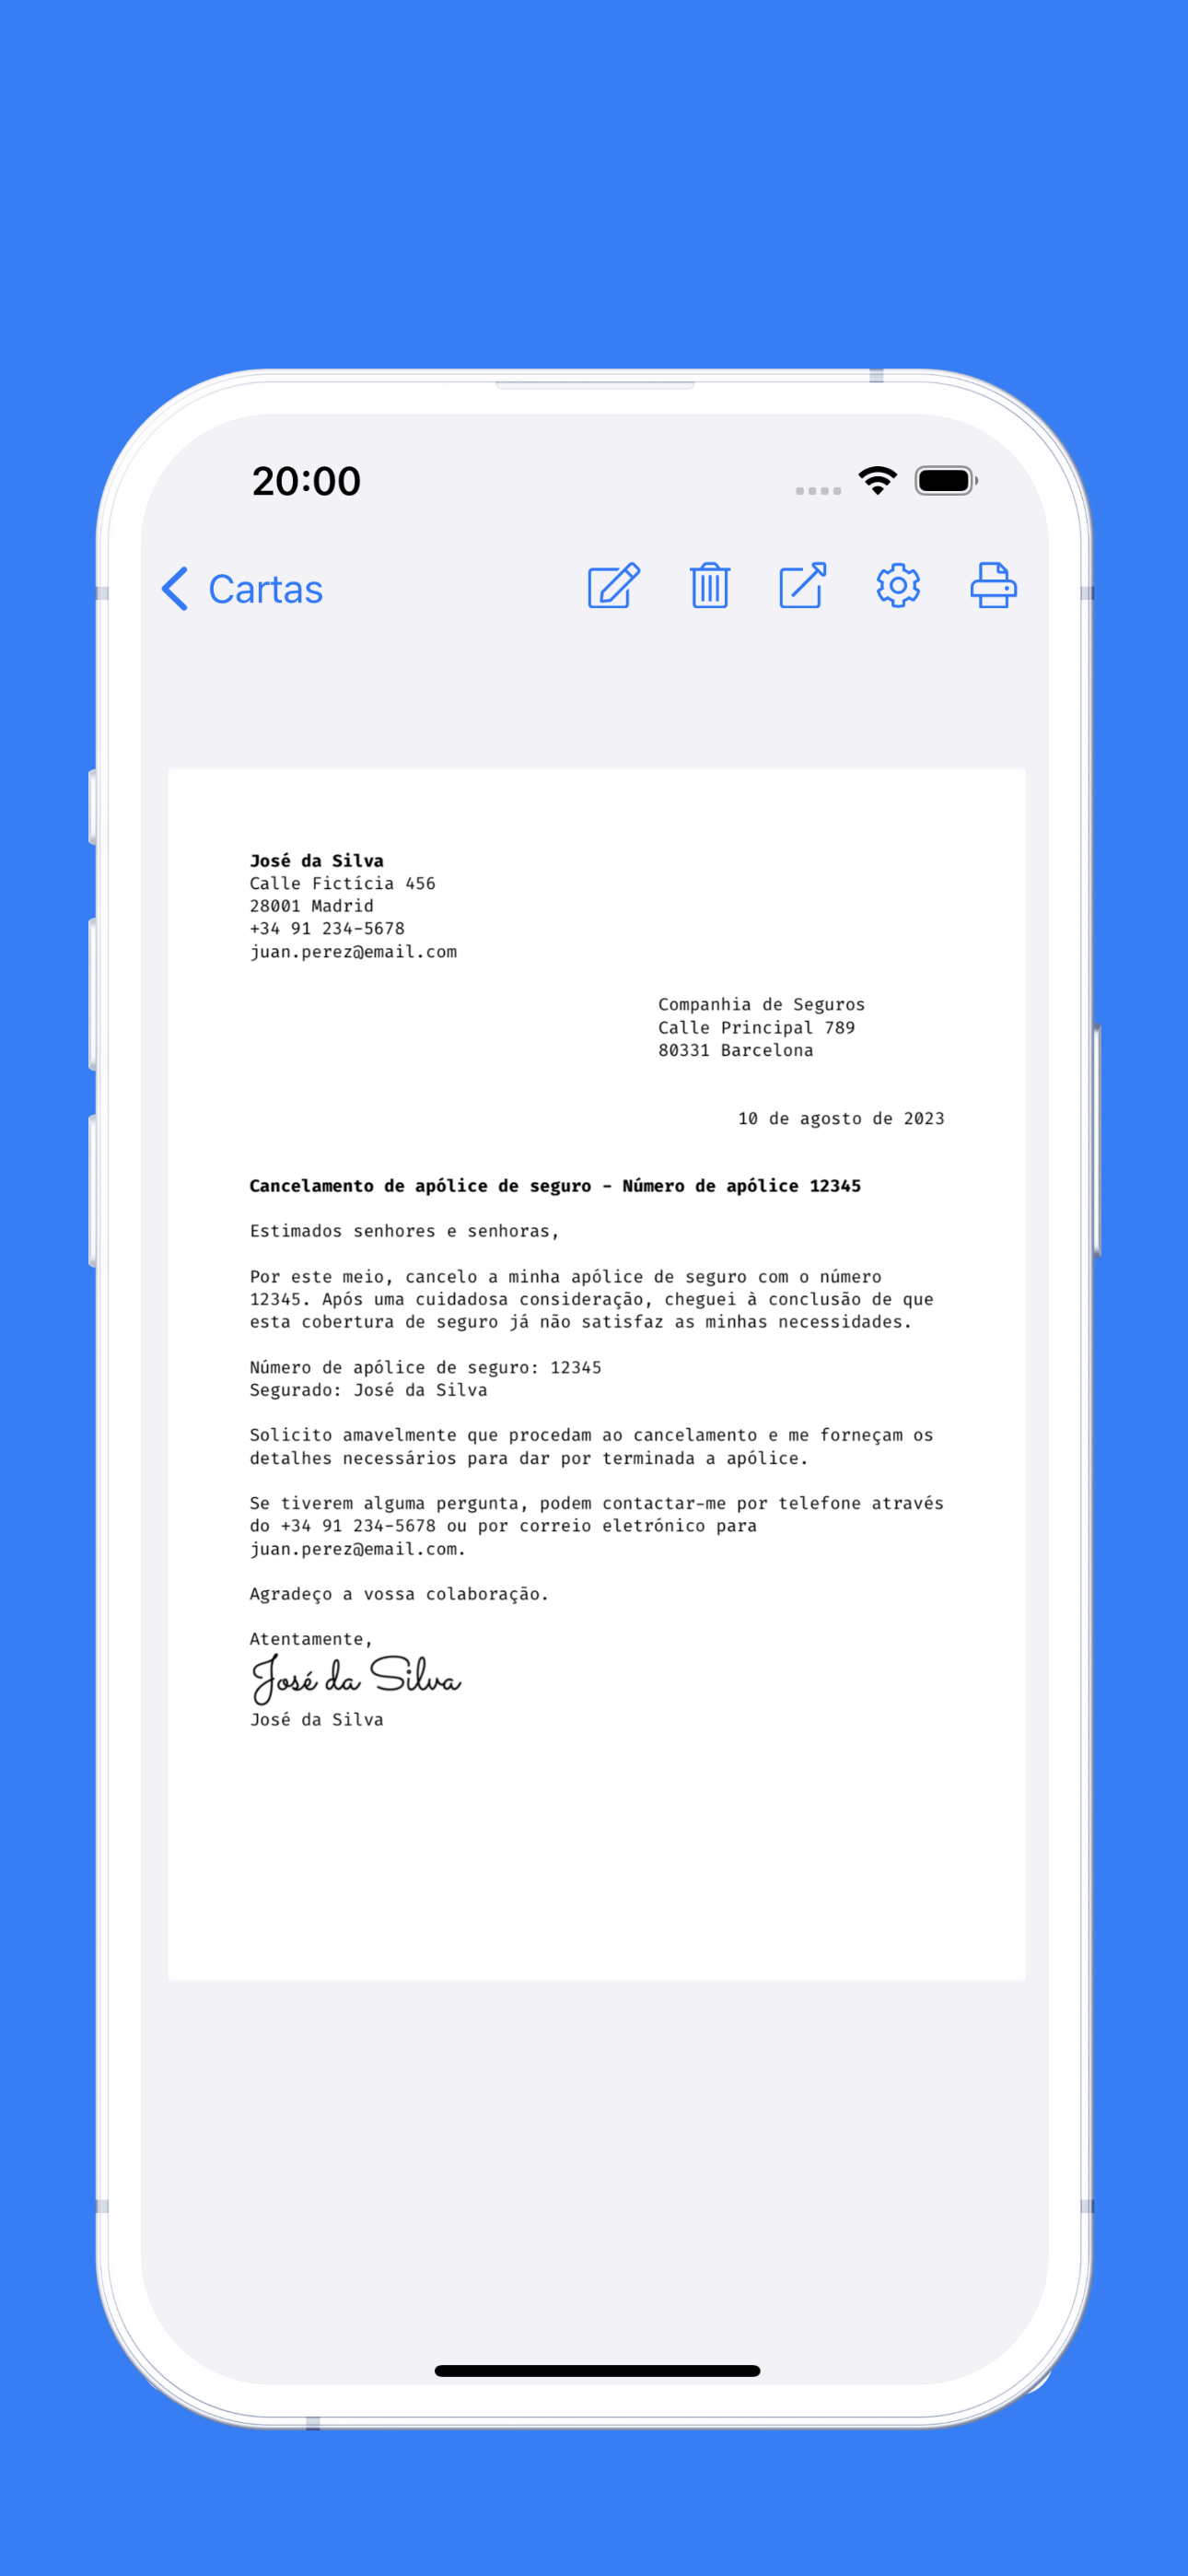 20:00
Cartas
José da Silva
Calle Fictícia 456
28001 Madrid
+34 91 234-5678
juan.perez@email.com
Companhia de Seguros
Calle Principal 789
80331 Barcelona
10 de agosto de 2023
Cancelamento de apólice de seguro - Número de apólice 12345
Estimados senhores e senhoras,
Por este meio, cancelo a minha apólice de seguro com o número
12345. Após uma cuidadosa consideração, cheguei à conclusão de que
esta cobertura de seguro já não satisfaz as minhas necessidades.
Número de apólice de seguro: 12345
Segurado: José da Silva
Solicito amavelmente que procedam ao cancelamento e me forneçam os
detalhes necessários para dar por terminada a apólice.
Se tiverem alguma pergunta, podem contactar-me por telefone através
do +34 91 234-5678 ou por correio eletrónico para
juan.perez@email.com.
Agradeço a vossa colaboração.
Atentamente,
José da Silva
José da Silva